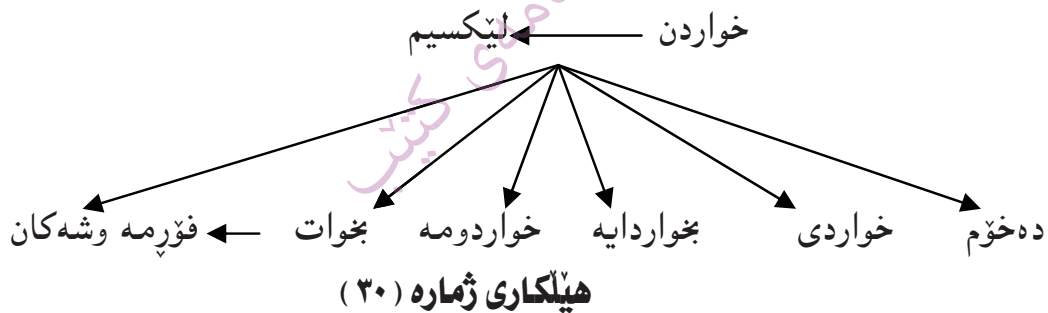 خواردن ← لێکسیم
دەخۆم خواردی بخواردایە خواردومە بخوات ← فۆرمە وشەکان
هێڵکاری ژمارە (٣٠)